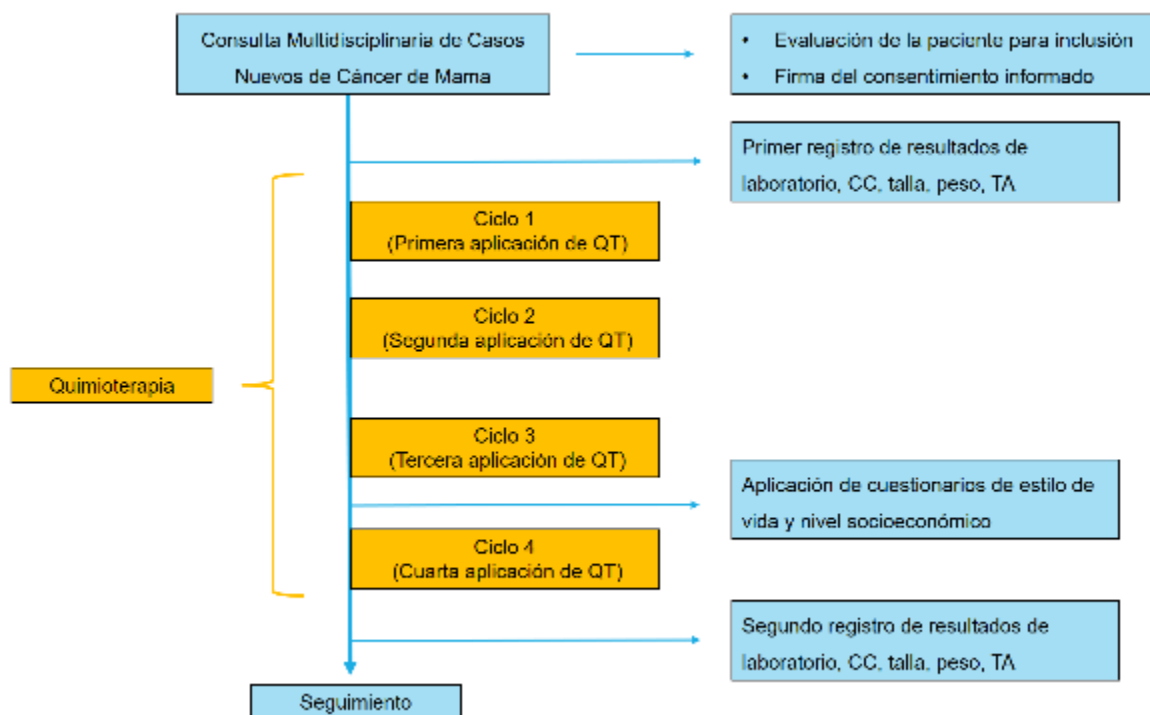 Consulta Multidisciplinaria de Casos
Nuevos de Cáncer de Mama
• Evaluación de la paciente para inclusión
• Firma del consentimiento informado
Primer registro de resultados de
laboratorio, CC, talla, peso, TA
Ciclo 1
(Primera aplicación de QT)
Ciclo 2
(Segunda aplicación de QT)
Quimioterapia
Ciclo 3
(Tercera aplicación de QT)
Aplicación de cuestionarios de estilo de
vida y nivel socioeconómico
Ciclo 4
(Cuarta aplicación de QT)
Segundo registro de resultados de
laboratorio, CC, talla, peso, TA
Seguimiento